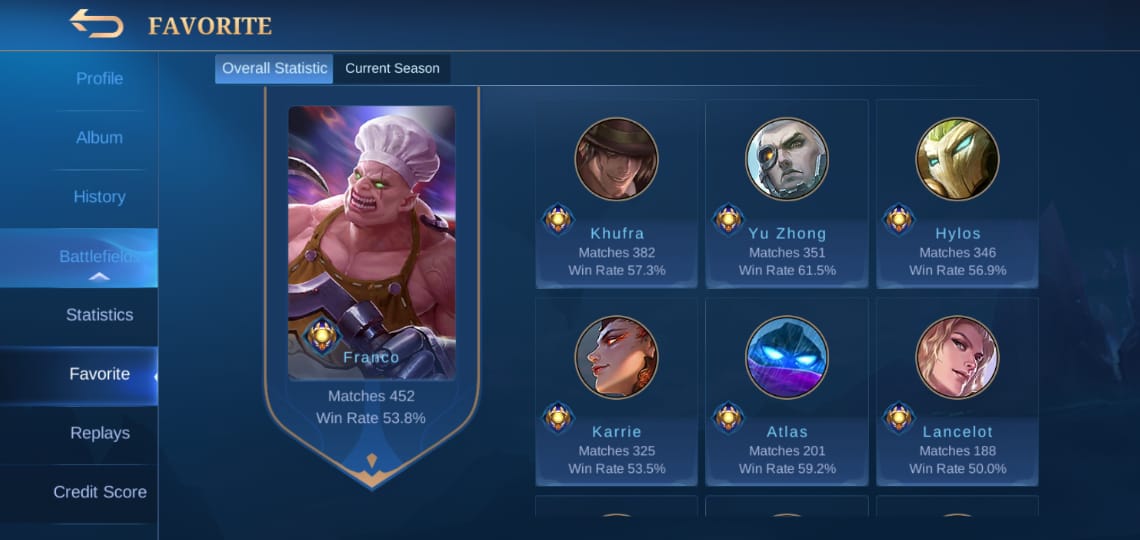 FAVORITE
Profile
Album
History
Battlefields
Statistics
Favorite
Replays
Credit Score
Overall Statistic
Current Season
Franco
Matches 452
Win Rate 53.8%
Khufra
Matches 382
Win Rate 57.3%
Yu Zhong
Matches 351
Win Rate 61.5%
Hylos
Matches 346
Win Rate 56.9%
Karrie
Matches 325
Win Rate 53.5%
Atlas
Matches 201
Win Rate 59.2%
Lancelot
Matches 188
Win Rate 50.0%